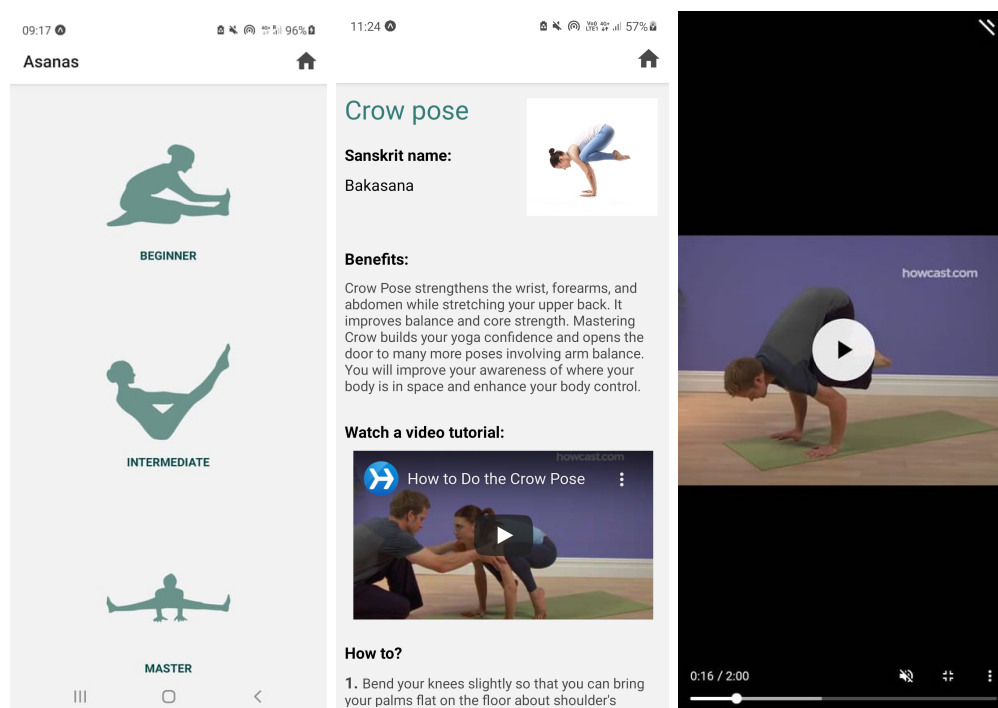 09:17 96%
Asanas
BEGINNER
INTERMEDIATE
MASTER
11:24 57%
Crow pose
Sanskrit name:
Bakasana
Benefits:
Crow Pose strengthens the wrist, forearms, and
abdomen while stretching your upper back. It
improves balance and core strength. Mastering
Crow builds your yoga confidence and opens the
door to many more poses involving arm balance.
You will improve your awareness of where your
body is in space and enhance your body control.
Watch a video tutorial:
howcast.com
How to Do the Crow Pose
How to?
1. Bend your knees slightly so that you can bring
your palms flat on the floor about shoulder's
howcast.com
0:16 / 2:00